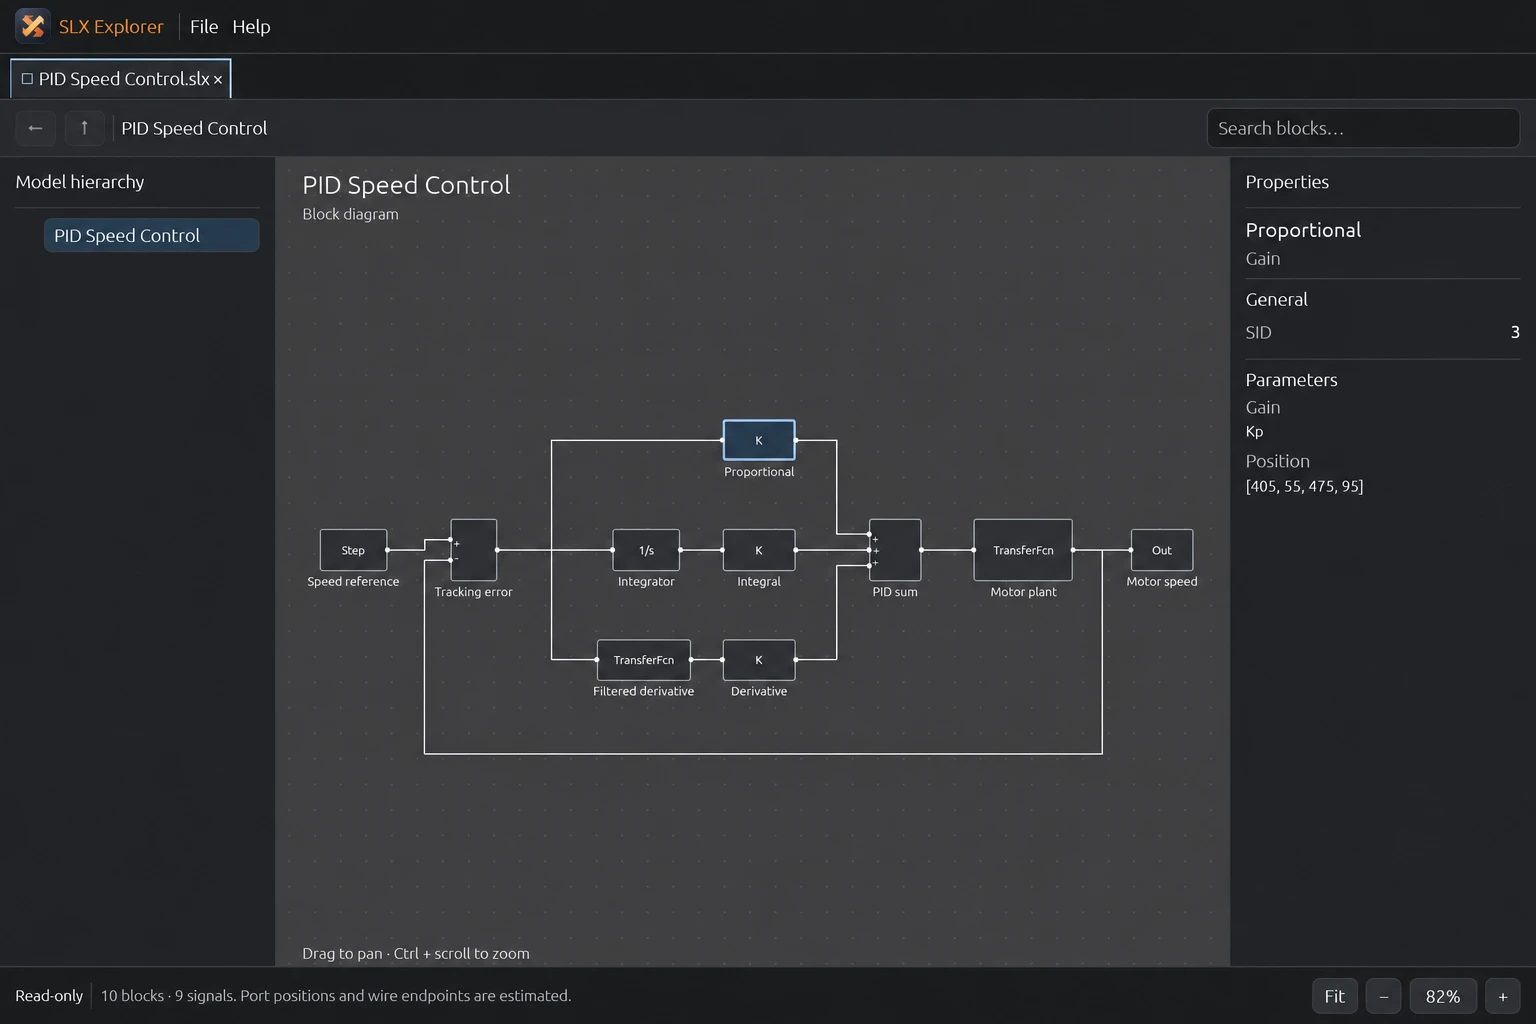 SLX Explorer File Help
□ PID Speed Control.slx ×
← ↑ PID Speed Control Search blocks…
Model hierarchy
PID Speed Control
PID Speed Control
Block diagram
K
Proportional
Step
Speed reference
+
-
Tracking error
1/s
Integrator
K
Integral
+
+
+
PID sum
TransferFcn
Motor plant
Out
Motor speed
TransferFcn
Filtered derivative
K
Derivative
Drag to pan · Ctrl + scroll to zoom
Properties
Proportional
Gain
General
SID 3
Parameters
Gain
Kp
Position
[405, 55, 475, 95]
Read-only 10 blocks · 9 signals. Port positions and wire endpoints are estimated.
Fit − 82% +